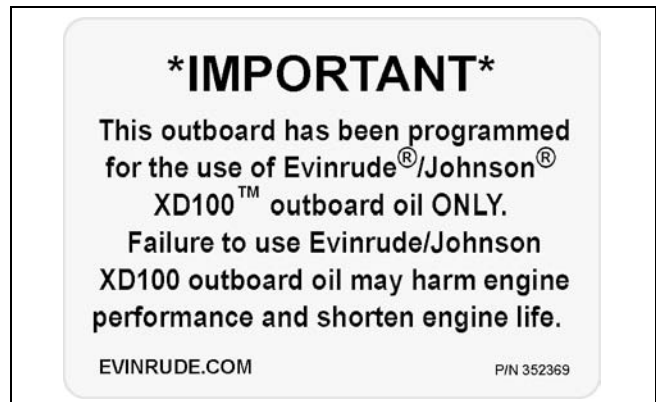 *IMPORTANT*
This outboard has been programmed
for the use of Evinrude®/Johnson®
XD100™ outboard oil ONLY.
Failure to use Evinrude/Johnson
XD100 outboard oil may harm engine
performance and shorten engine life.
EVINRUDE.COM P/N 352369